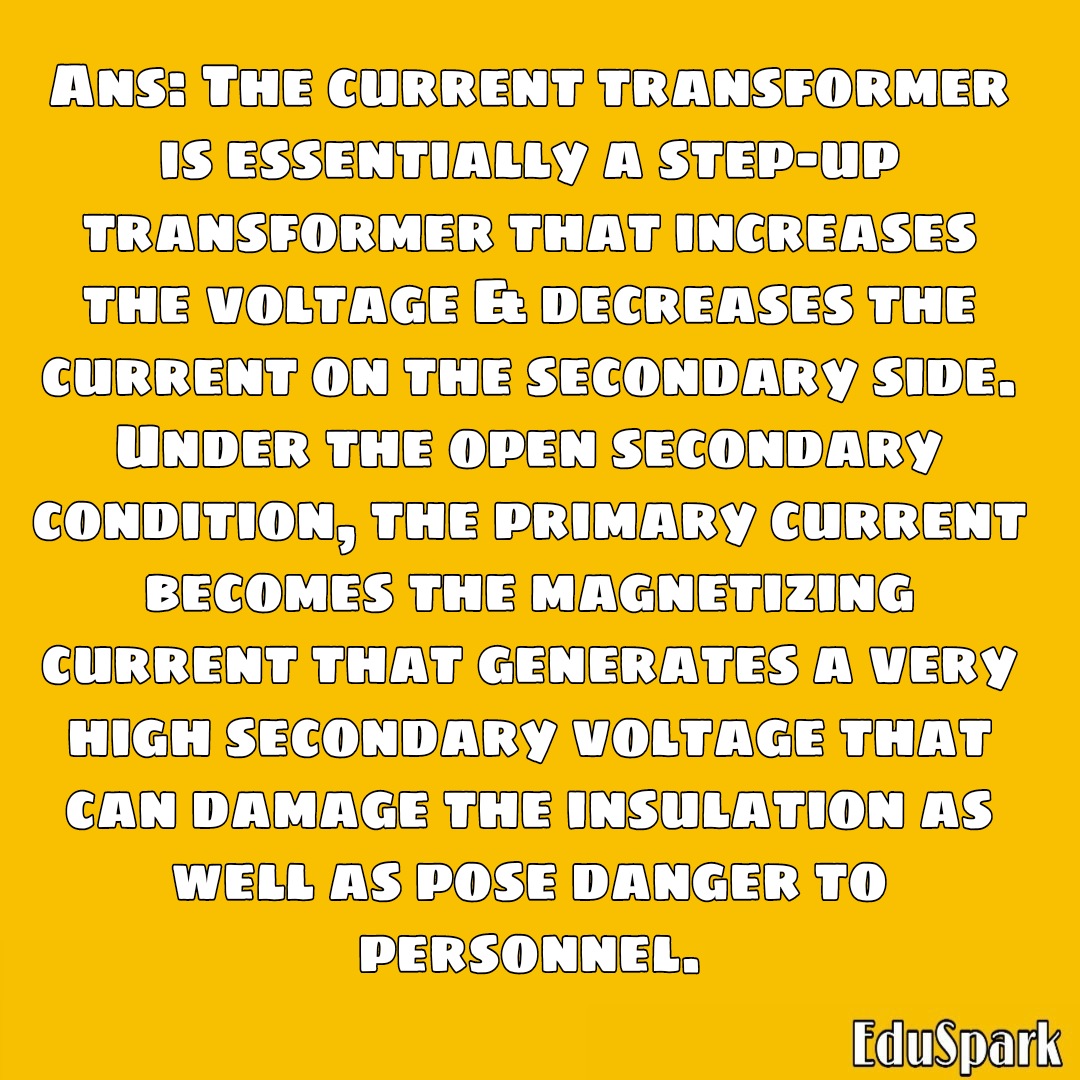 Ans: The current transformer
is essentially a step-up
transformer that increases
the voltage & decreases the
current on the secondary side.
Under the open secondary
condition, the primary current
becomes the magnetizing
current that generates a very
high secondary voltage that
can damage the insulation as
well as pose danger to
personnel.
EduSpark